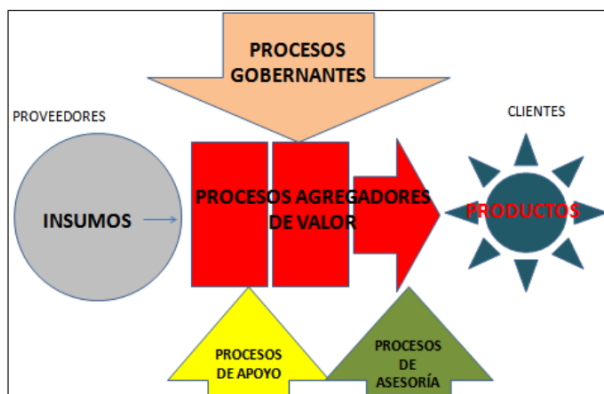 PROCESOS
GOBERNANTES
PROVEEDORES
CLIENTES
INSUMOS
PROCESOS AGREGADORES
DE VALOR
PRODUCTOS
PROCESOS
DE APOYO
PROCESOS
DE
ASESORÍA